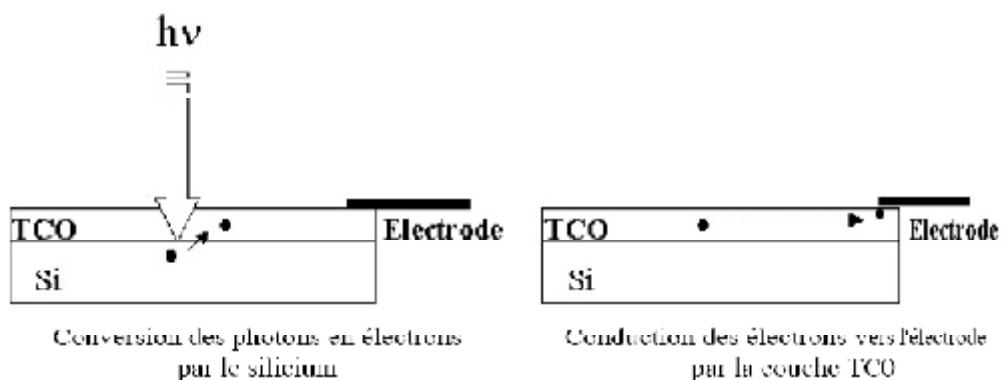 hν
TCO
Electrode
Si
Conversion des photons en électrons
par le silicium
TCO
Electrode
Si
Conduction des électrons vers l'électrode
par la couche TCO